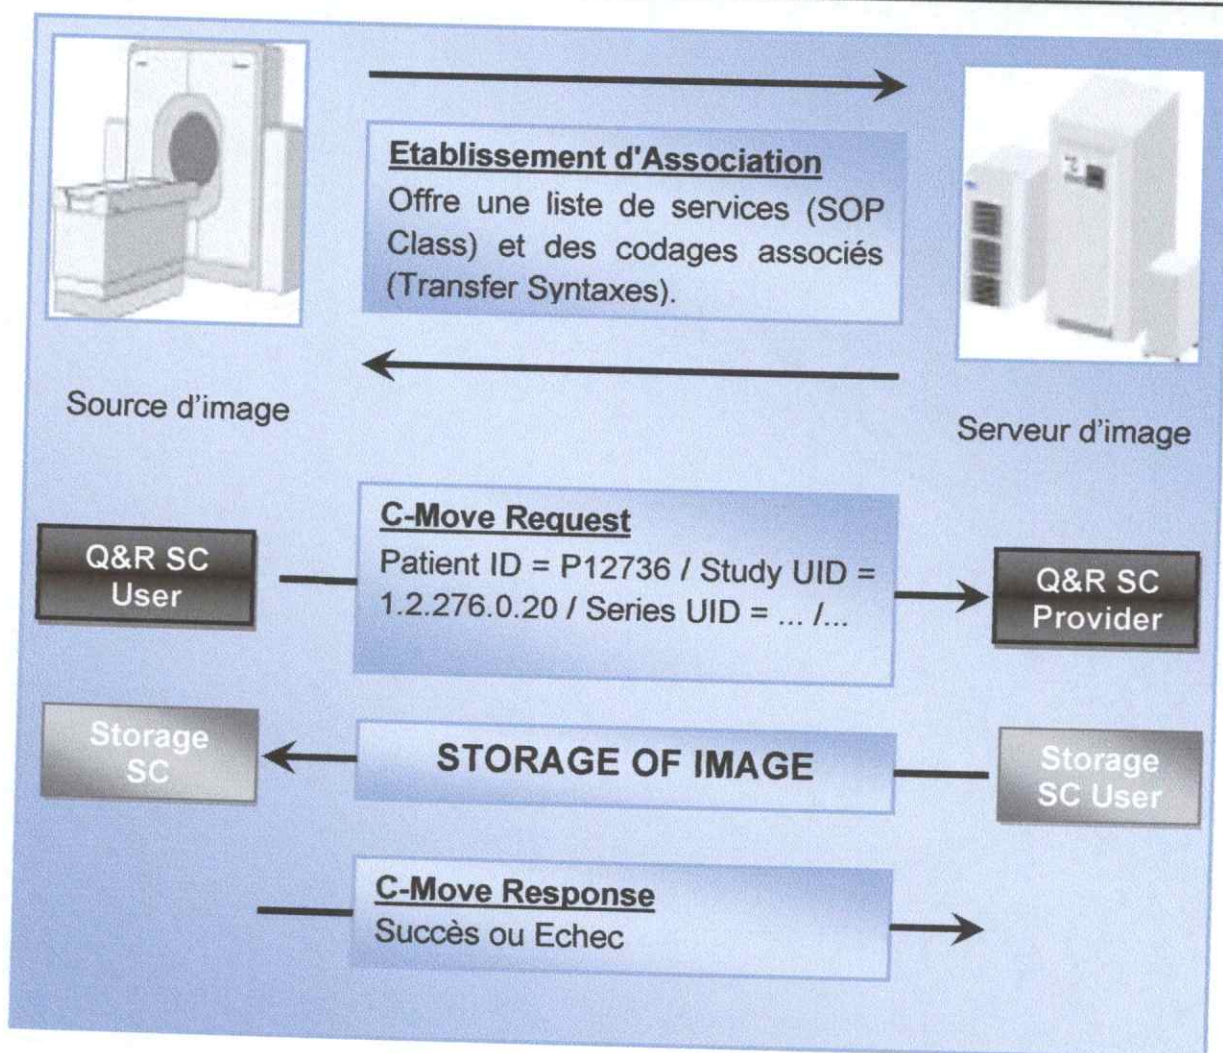 Etablissement d'Association
Offre une liste de services (SOP
Class) et des codages associés
(Transfer Syntaxes).
Source d'image
Serveur d'image
C-Move Request
Patient ID = P12736 / Study UID =
1.2.276.0.20 / Series UID = ... /...
Q&R SC
User
Q&R SC
Provider
Storage
SC
STORAGE OF IMAGE
Storage
SC User
C-Move Response
Succès ou Echec